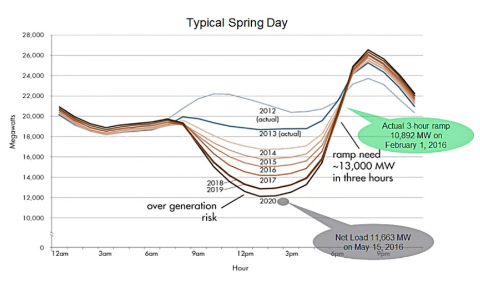 Typical Spring Day
28,000
26,000
24,000
22,000
20,000
18,000
16,000
14,000
12,000
10,000
0
Megawatts
2012
(actual)
2013 (actual)
2014
2015
2016
2017
2018
2019
2020
over generation
risk
ramp need
~13,000 MW
in three hours
Actual 3-hour ramp
10,892 MW on
February 1, 2016
Net Load 11,663 MW
on May 15, 2016
12am
3am
6am
9am
12pm
3pm
6pm
9pm
Hour